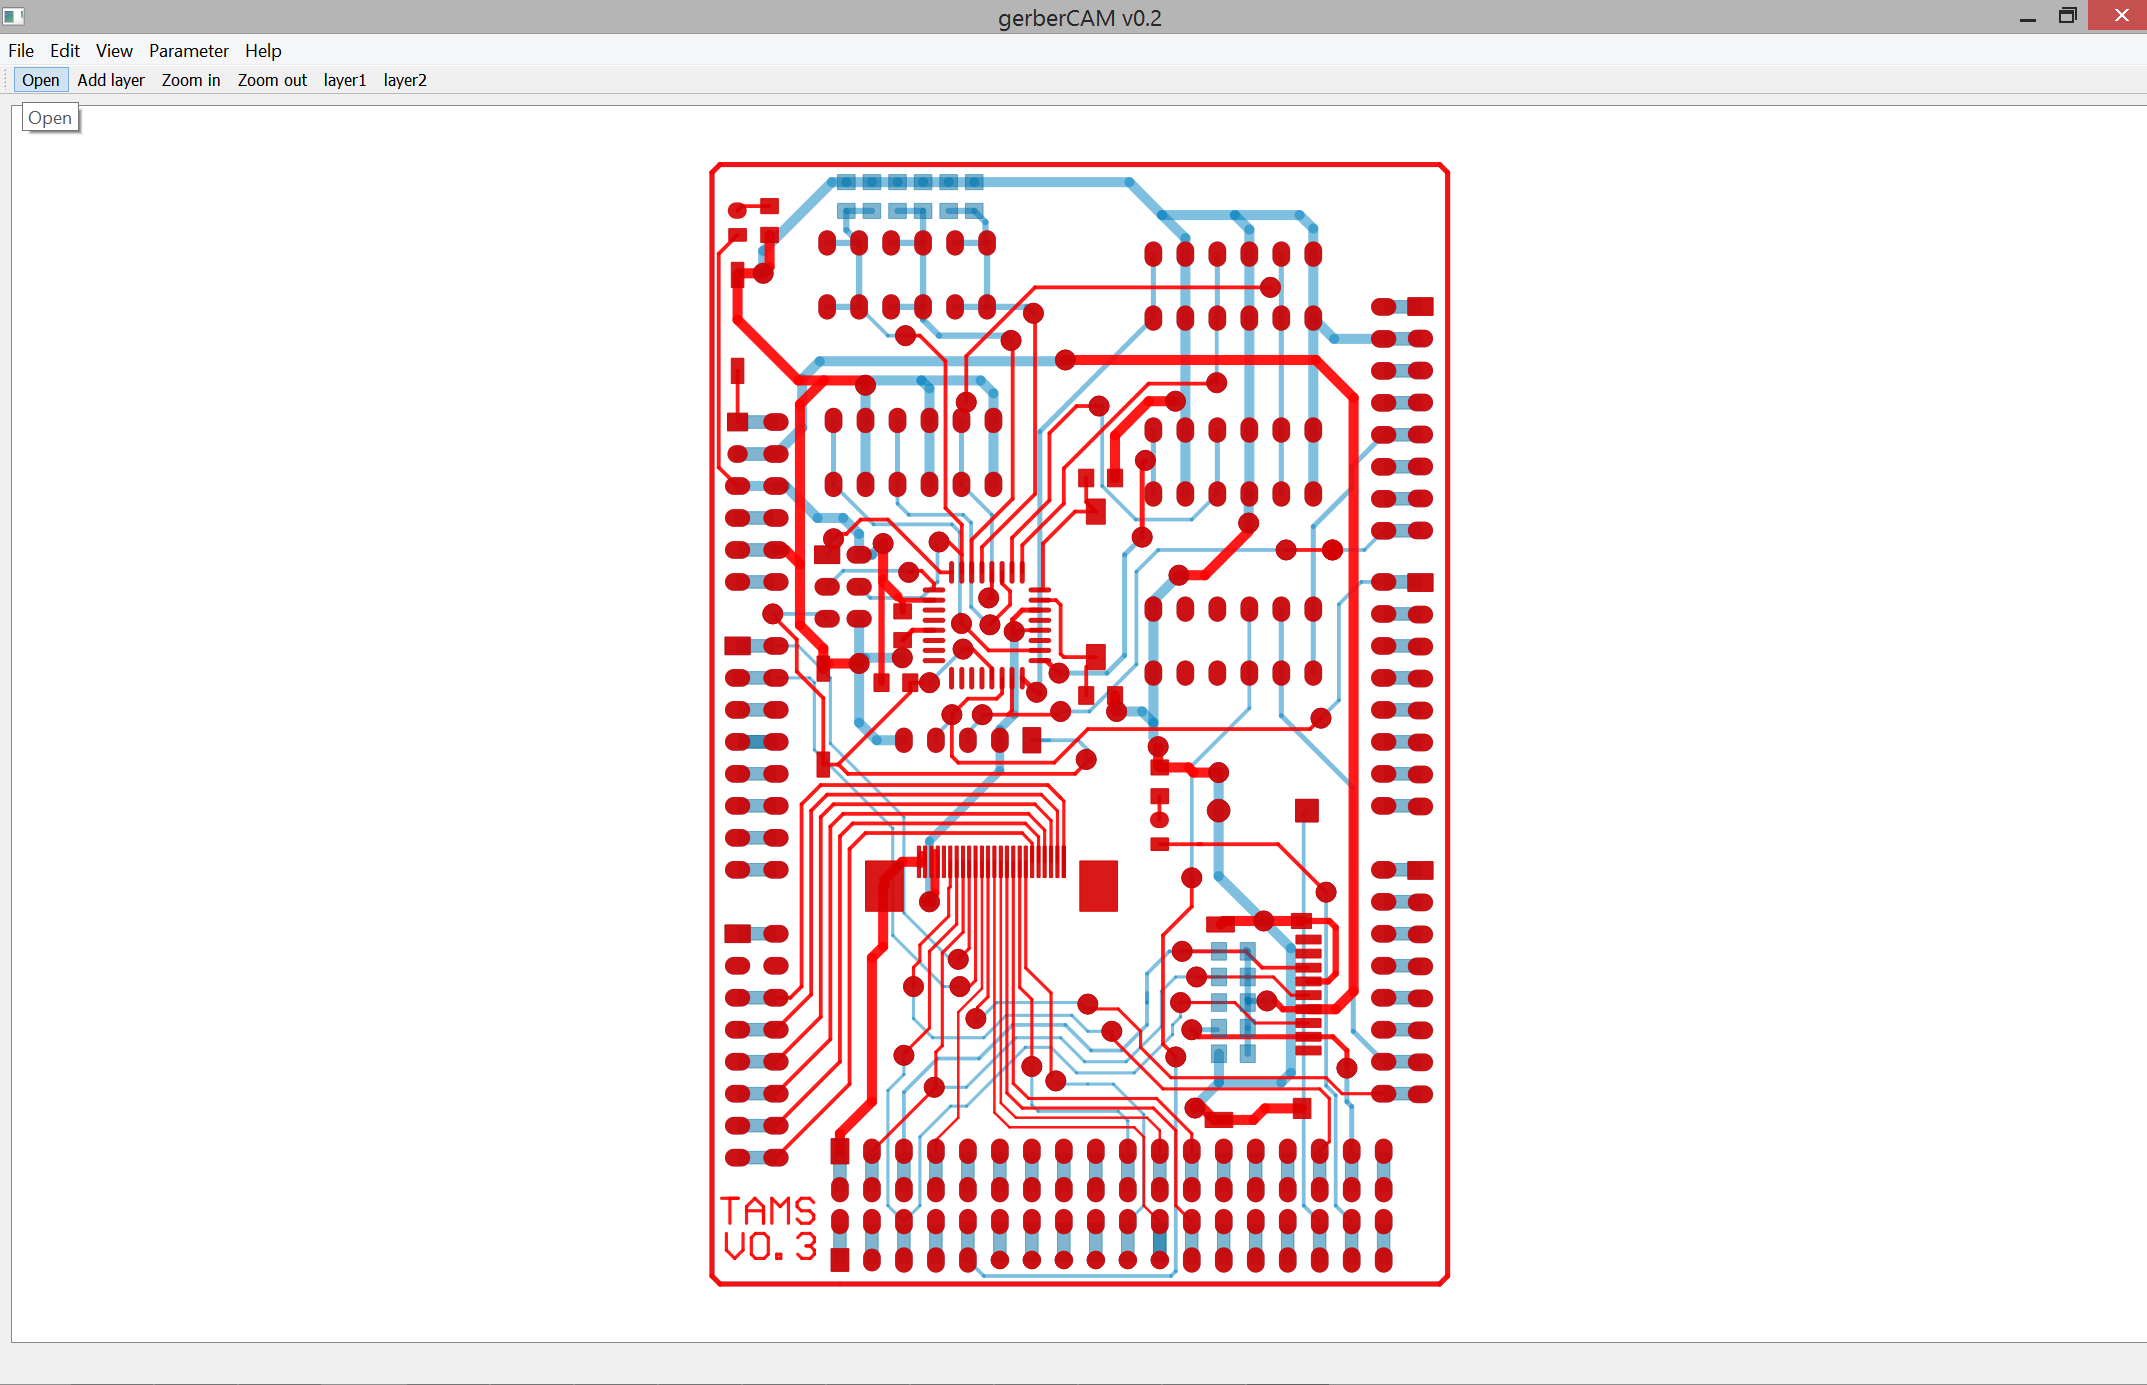 gerberCAM v0.2
File Edit View Parameter Help
Open Add layer Zoom in Zoom out layer1 layer2
Open
TAMS
V0.3